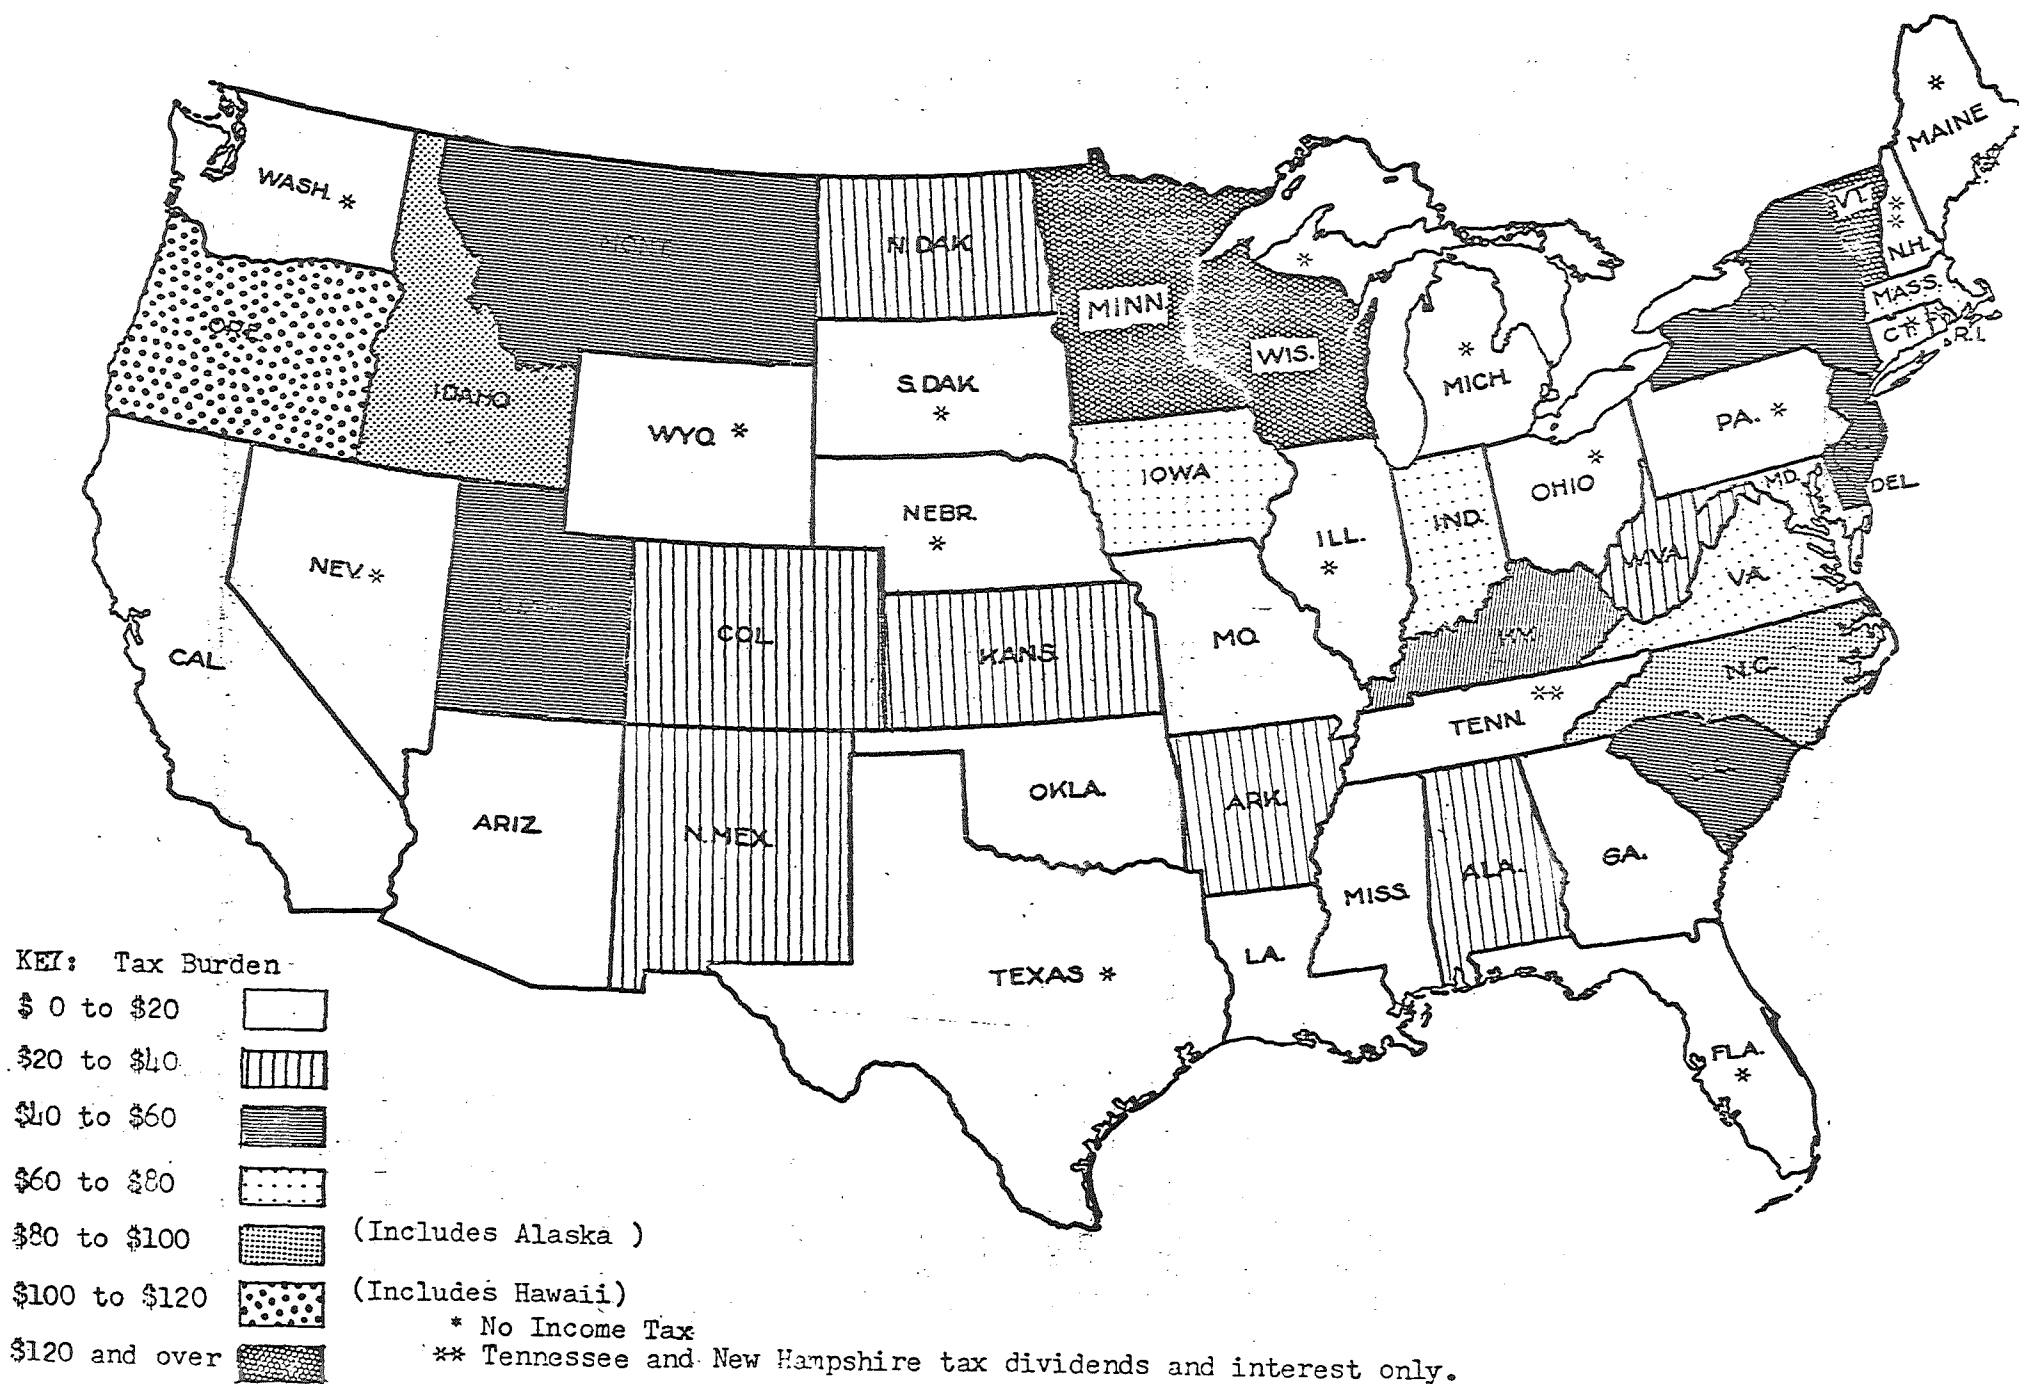 *
MAINE
WASH. *
VT.
*
*
N.H.
N.DAK.
MINN.
*
MASS.
CT. *
R.I.
ORE.
WIS.
*
MICH.
IDAHO
S.DAK.
*
WYO. *
PA. *
IOWA
*
OHIO
MD.
DEL.
NEBR.
*
IND.
ILL.
*
W.VA.
VA.
NEV. *
COL.
KANS.
MO.
KY.
N.C.
CAL.
**
TENN.
ARIZ.
N.MEX.
OKLA.
ARK.
MISS.
ALA.
GA.
LA.
TEXAS *
FLA.
*
KEY: Tax Burden
$ 0 to $20
$20 to $40
$40 to $60
$60 to $80
$80 to $100 (Includes Alaska )
$100 to $120 (Includes Hawaii)
* No Income Tax
$120 and over ** Tennessee and New Hampshire tax dividends and interest only.